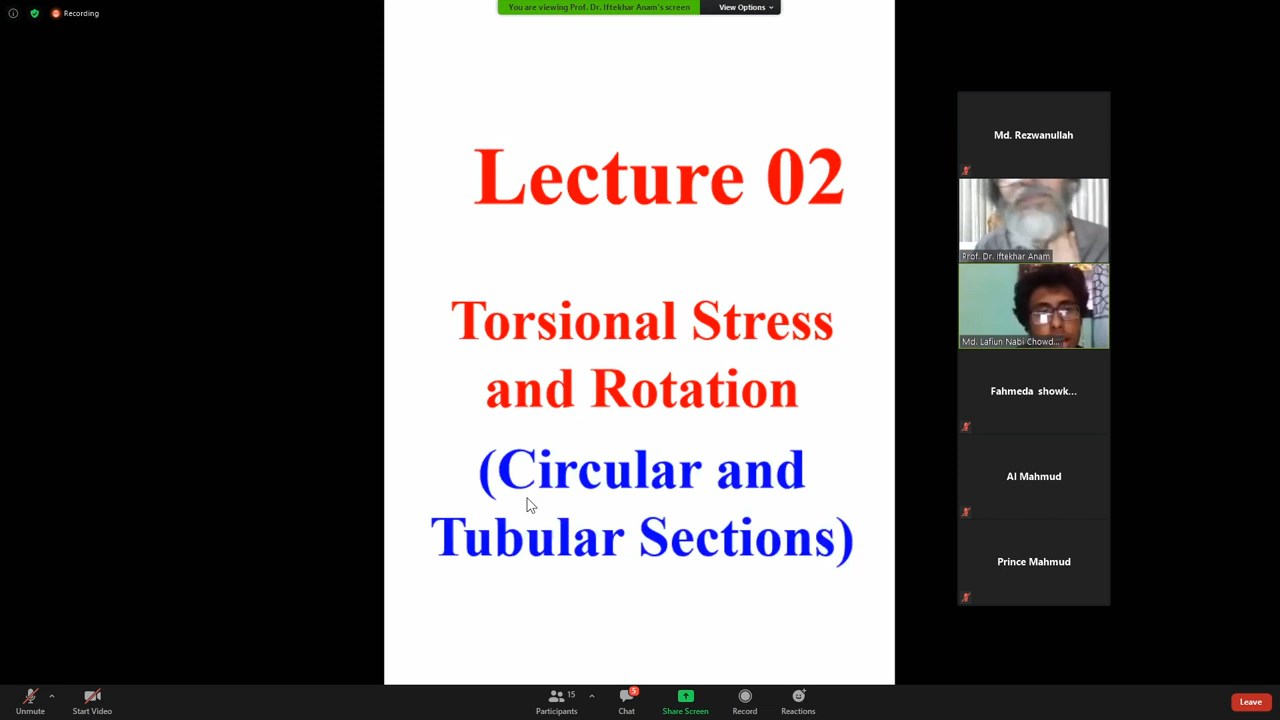 Recording
You are viewing Prof. Dr. Iftekhar Anam's screen
View Options
Lecture 02
Torsional Stress
and Rotation
(Circular and
Tubular Sections)
Md. Rezwanullah
Prof. Dr. Iftekhar Anam
Md. Lafiun Nabi Chowd...
Fahmeda showk...
Al Mahmud
Prince Mahmud
Unmute
Start Video
15
Participants
5
Chat
Share Screen
Record
Reactions
Leave